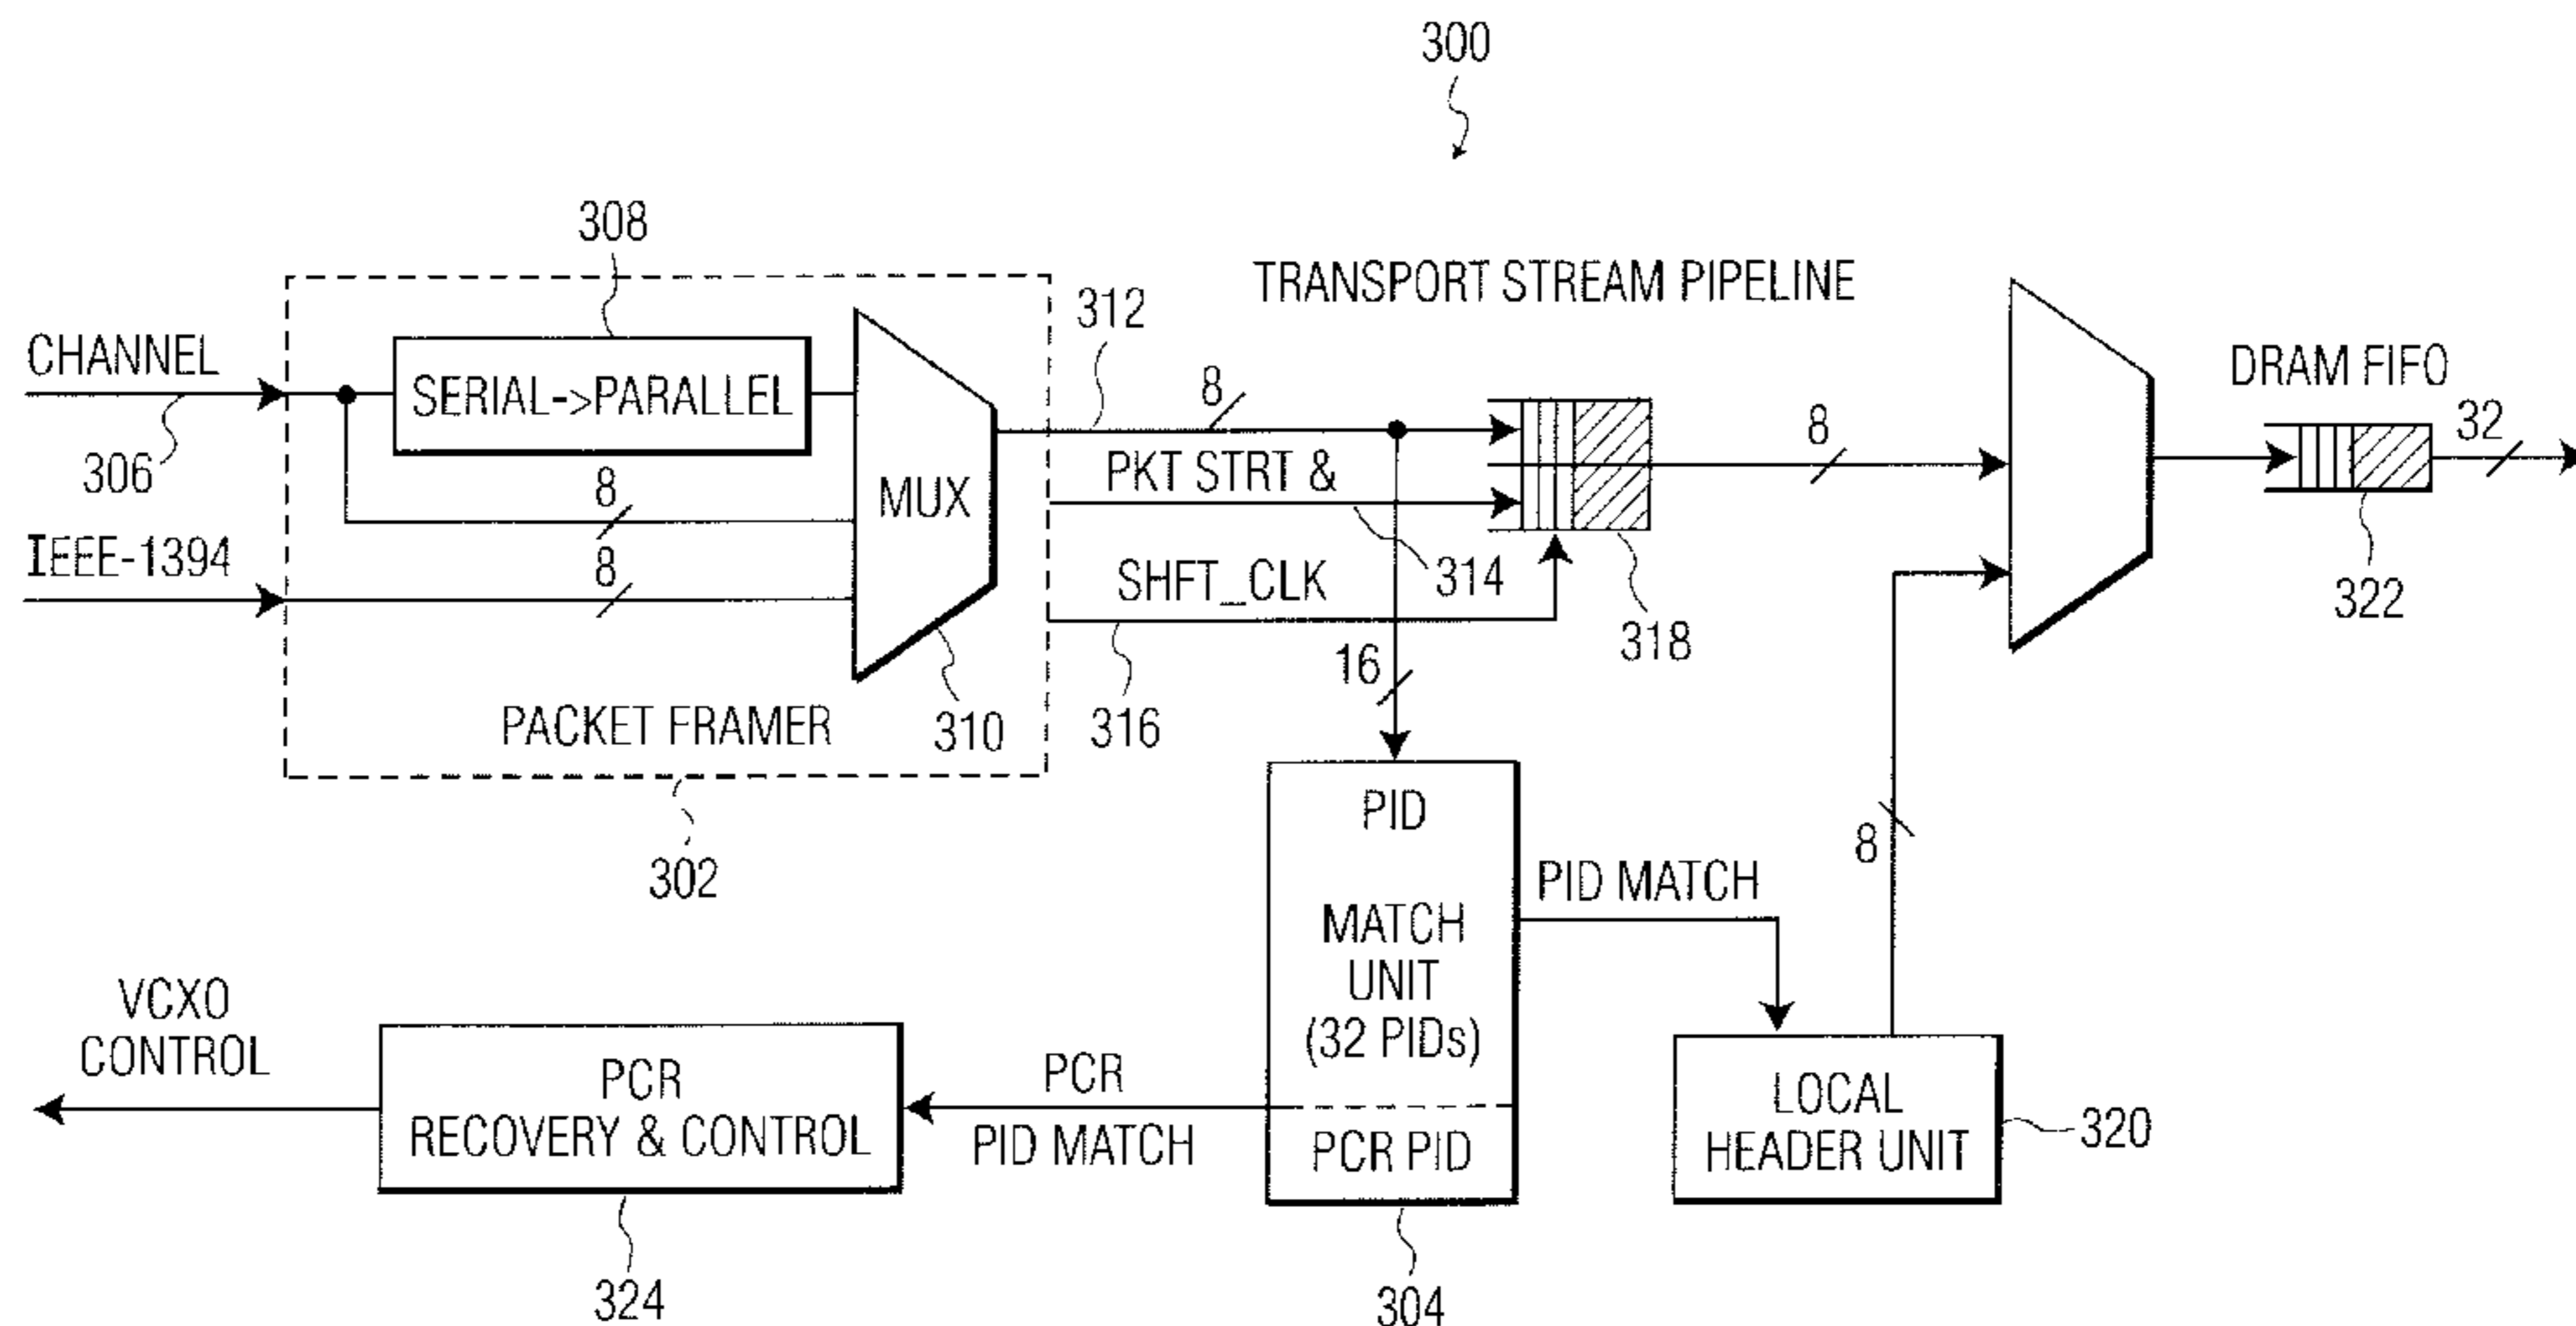 300
308
TRANSPORT STREAM PIPELINE
312
CHANNEL
SERIAL->PARALLEL
306
8
8
DRAM FIFO
32
8
MUX
PKT STRT &
IEEE-1394
8
314
SHFT_CLK
318
322
16
PACKET FRAMER
310
316
302
PID
MATCH
UNIT
(32 PIDs)
PID MATCH
8
VCXO
CONTROL
PCR
RECOVERY & CONTROL
PCR
PID MATCH
PCR PID
LOCAL
HEADER UNIT
320
324
304